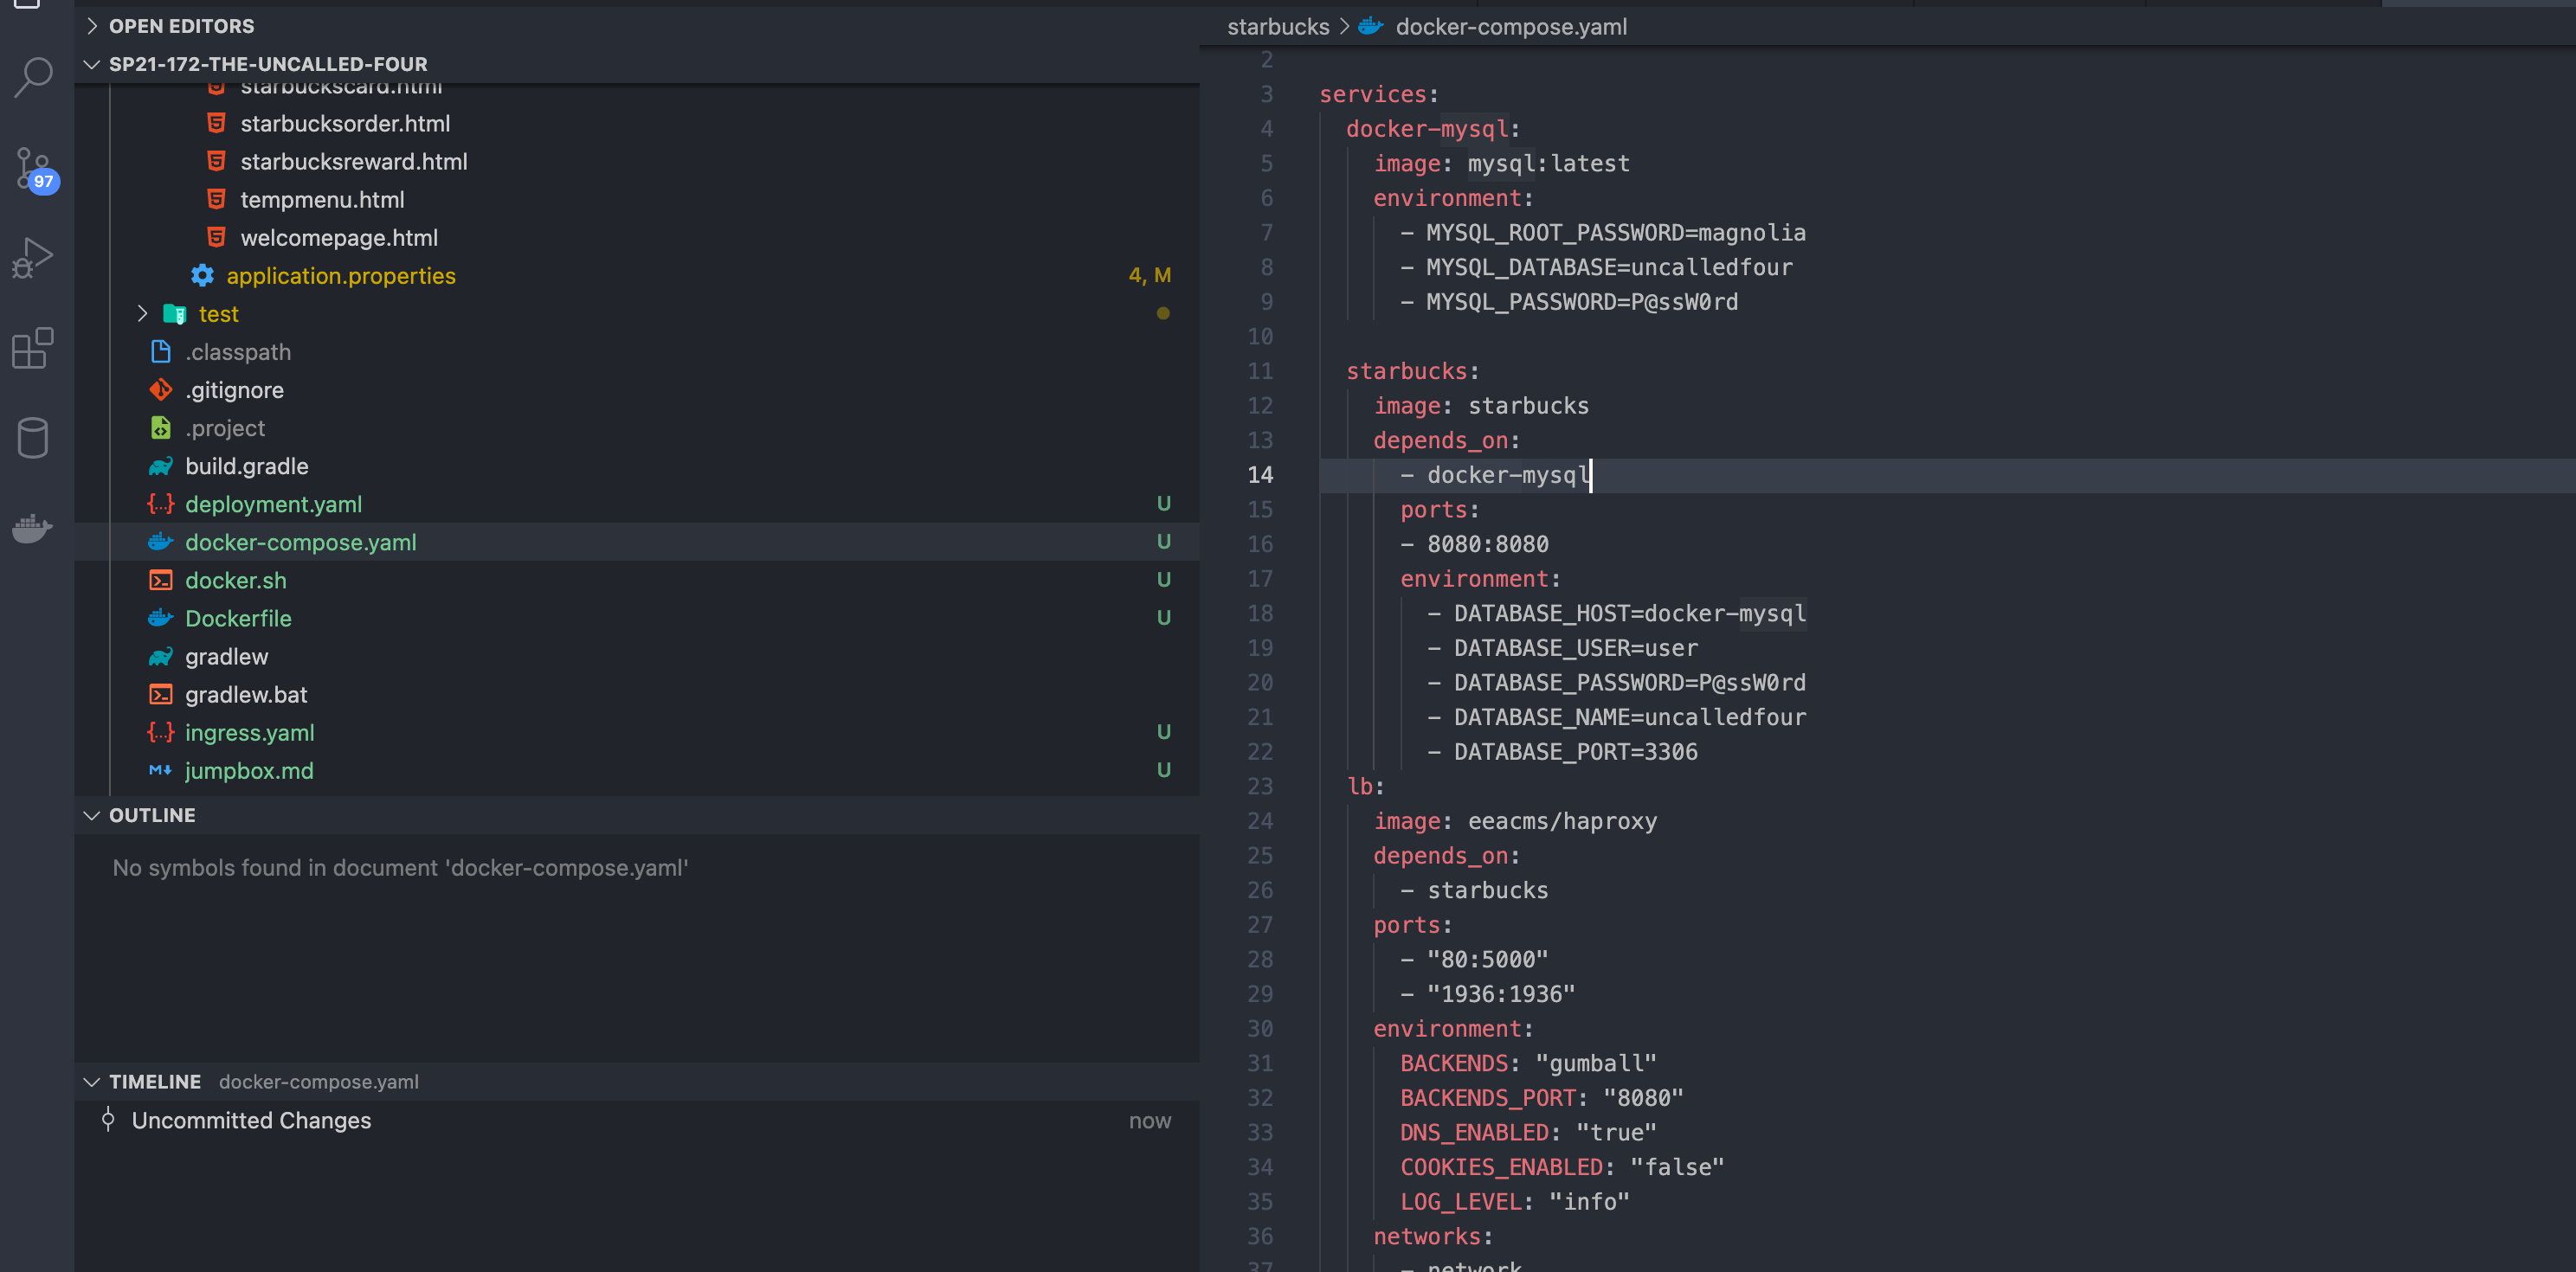 OPEN EDITORS
SP21-172-THE-UNCALLED-FOUR
starbuckscard.html
starbucksorder.html
starbucksreward.html
tempmenu.html
welcomepage.html
application.properties 4, M
test
.classpath
.gitignore
.project
build.gradle
deployment.yaml U
docker-compose.yaml U
docker.sh U
Dockerfile U
gradlew
gradlew.bat
ingress.yaml U
jumpbox.md U
OUTLINE
No symbols found in document 'docker-compose.yaml'
TIMELINE docker-compose.yaml
Uncommitted Changes now
97
starbucks > docker-compose.yaml
2
3 services:
4 docker-mysql:
5 image: mysql:latest
6 environment:
7 - MYSQL_ROOT_PASSWORD=magnolia
8 - MYSQL_DATABASE=uncalledfour
9 - MYSQL_PASSWORD=P@ssW0rd
10
11 starbucks:
12 image: starbucks
13 depends_on:
14 - docker-mysql
15 ports:
16 - 8080:8080
17 environment:
18 - DATABASE_HOST=docker-mysql
19 - DATABASE_USER=user
20 - DATABASE_PASSWORD=P@ssW0rd
21 - DATABASE_NAME=uncalledfour
22 - DATABASE_PORT=3306
23 lb:
24 image: eeacms/haproxy
25 depends_on:
26 - starbucks
27 ports:
28 - "80:5000"
29 - "1936:1936"
30 environment:
31 BACKENDS: "gumball"
32 BACKENDS_PORT: "8080"
33 DNS_ENABLED: "true"
34 COOKIES_ENABLED: "false"
35 LOG_LEVEL: "info"
36 networks:
37 - network